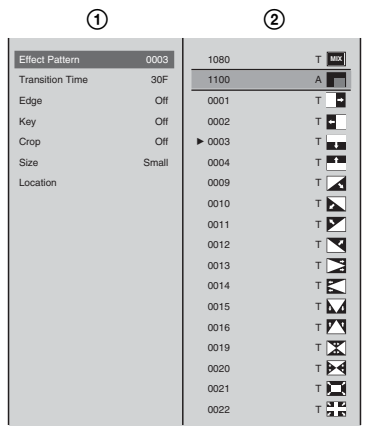 ① ②
Effect Pattern 0003
Transition Time 30F
Edge Off
Key Off
Crop Off
Size Small
Location
1080 T MIX
1100 A
0001 T
0002 T
►0003 T
0004 T
0009 T
0010 T
0011 T
0012 T
0013 T
0014 T
0015 T
0016 T
0019 T
0020 T
0021 T
0022 T